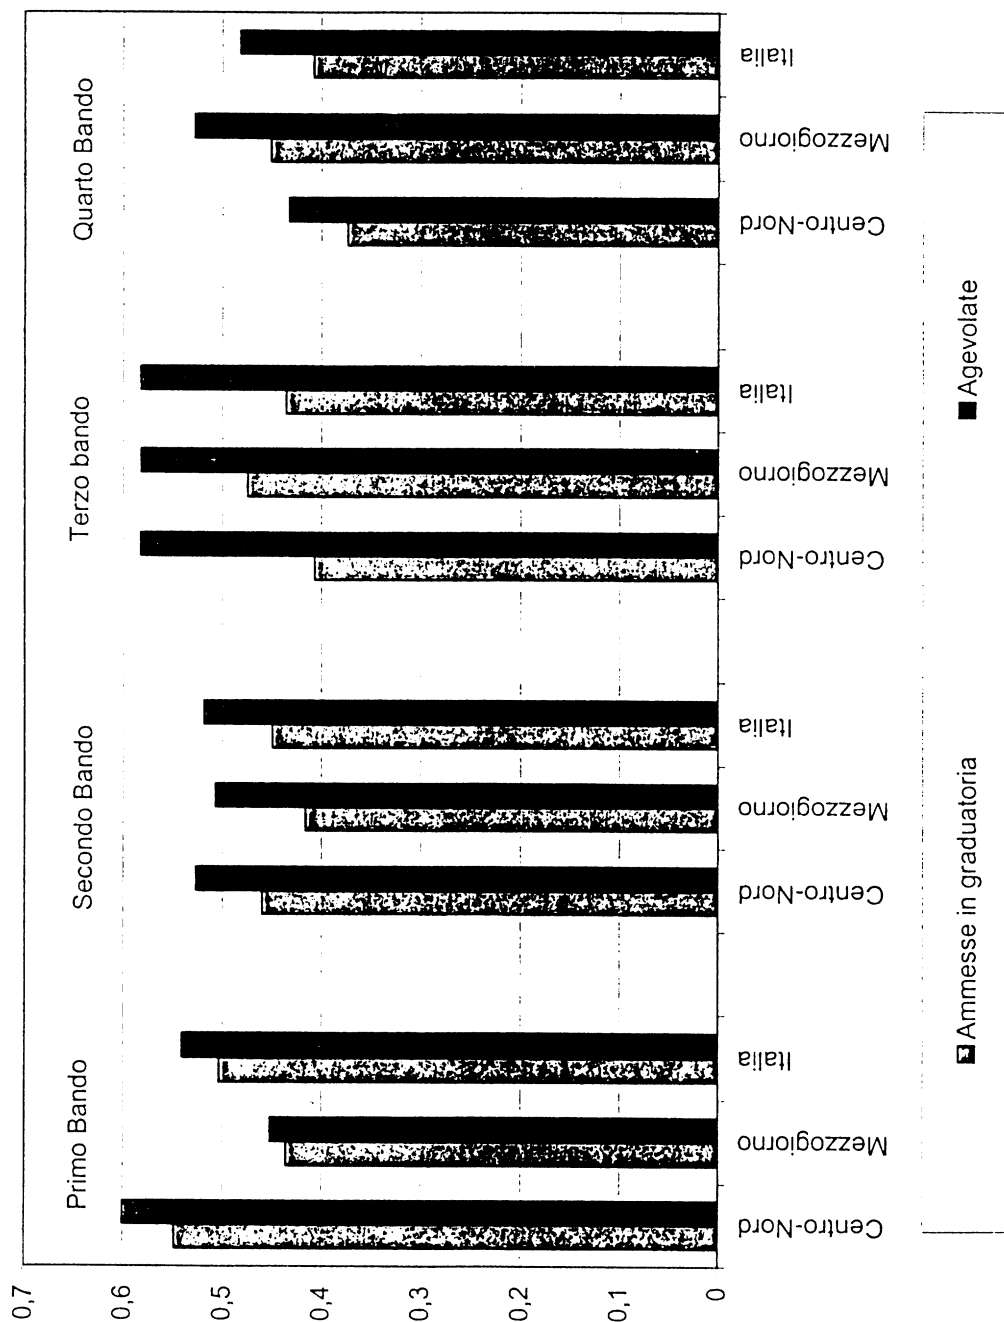 0,7
0,6
0,5
0,4
0,3
0,2
0,1
0
Primo Bando
Secondo Bando
Terzo bando
Quarto Bando
Centro-Nord
Mezzogiorno
Italia
Centro-Nord
Mezzogiorno
Italia
Centro-Nord
Mezzogiorno
Italia
Centro-Nord
Mezzogiorno
Italia
Ammesse in graduatoria
Agevolate